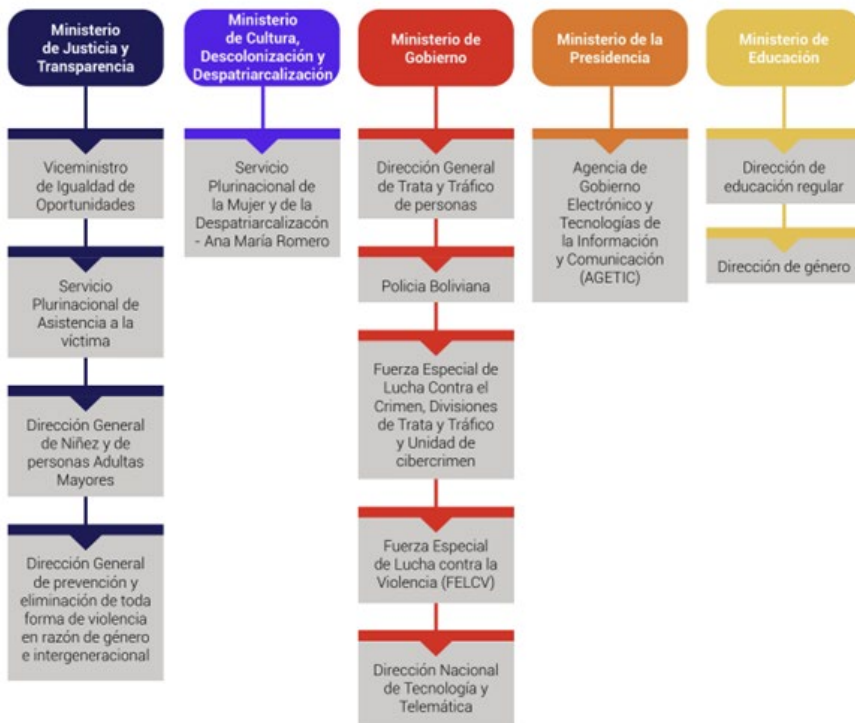 Ministerio
de Justicia y
Transparencia
Viceministro
de Igualdad de
Oportunidades
Servicio
Plurinacional de
Asistencia a la
víctima
Dirección General
de Niñez y de
personas Adultas
Mayores
Dirección General
de prevención y
eliminación de toda
forma de violencia
en razón de género
e intergeneracional
Ministerio
de Cultura,
Descolonización y
Despatriarcalización
Servicio
Plurinacional de
la Mujer y de la
Despatriarcalizacón
- Ana María Romero
Ministerio de
Gobierno
Dirección General
de Trata y Tráfico
de personas
Policia Boliviana
Fuerza Especial de
Lucha Contra el
Crimen, Divisiones
de Trata y Tráfico
y Unidad de
cibercrimen
Fuerza Especial
de Lucha contra la
Violencia (FELCV)
Dirección Nacional
de Tecnología y
Telemática
Ministerio de la
Presidencia
Agencia de
Gobierno
Electrónico y
Tecnologías de
la Información
y Comunicación
(AGETIC)
Ministerio de
Educación
Dirección de
educación regular
Dirección de género